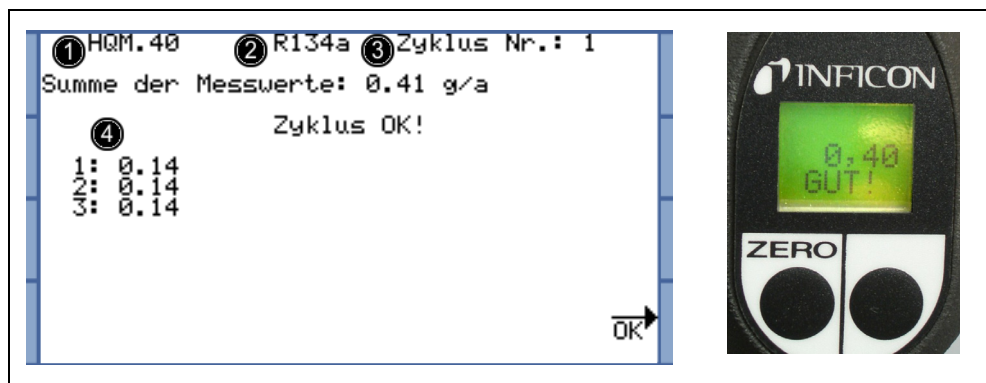 1 HQM.40 2 R134a 3 Zyklus Nr.: 1
Summe der Messwerte: 0.41 g/a
4 Zyklus OK!
1: 0.14
2: 0.14
3: 0.14
OK
INFICON
0,40
GUT!
ZERO